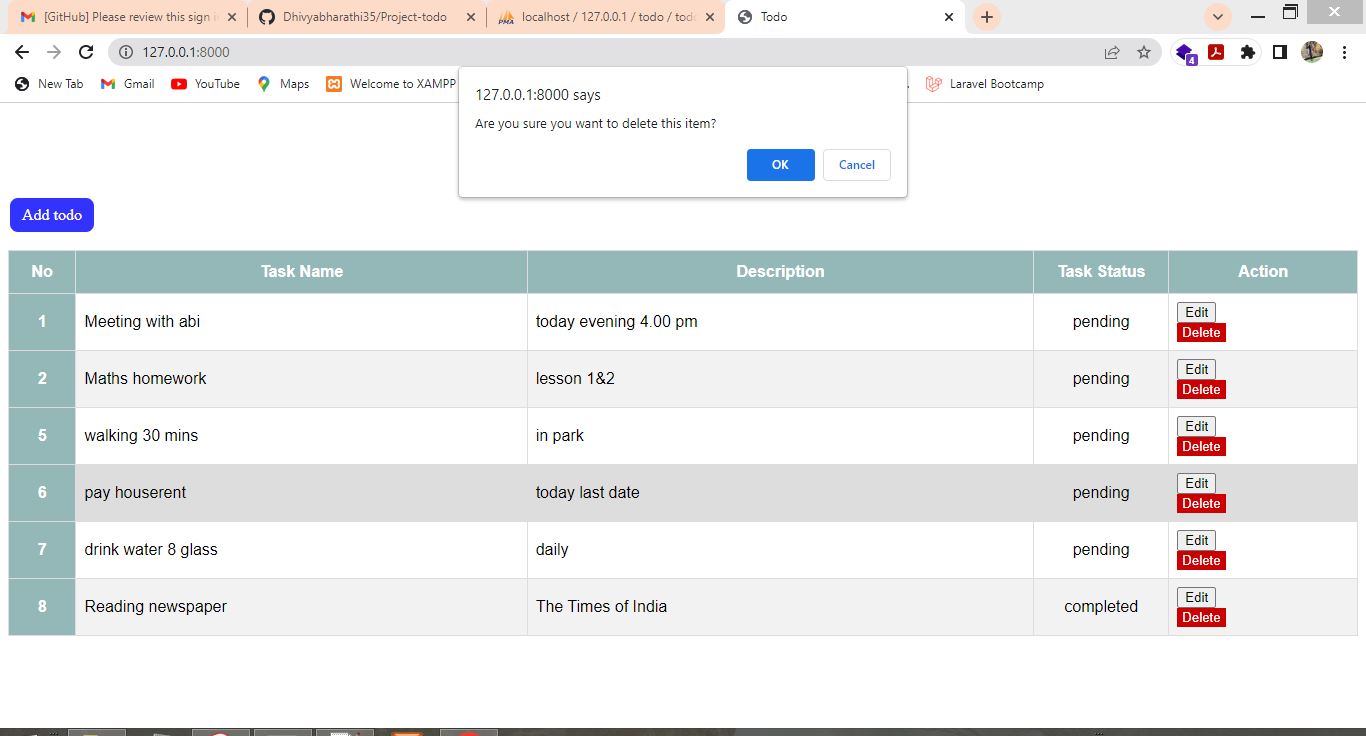 [GitHub] Please review this sign i
Dhivyabharathi35/Project-todo
localhost / 127.0.0.1 / todo / todo
Todo
127.0.0.1:8000
4
New Tab
Gmail
YouTube
Maps
Welcome to XAMPP
Laravel Bootcamp
127.0.0.1:8000 says
Are you sure you want to delete this item?
OK
Cancel
Add todo
No Task Name Description Task Status Action
1 Meeting with abi today evening 4.00 pm pending Edit
Delete
2 Maths homework lesson 1&2 pending Edit
Delete
5 walking 30 mins in park pending Edit
Delete
6 pay houserent today last date pending Edit
Delete
7 drink water 8 glass daily pending Edit
Delete
8 Reading newspaper The Times of India completed Edit
Delete